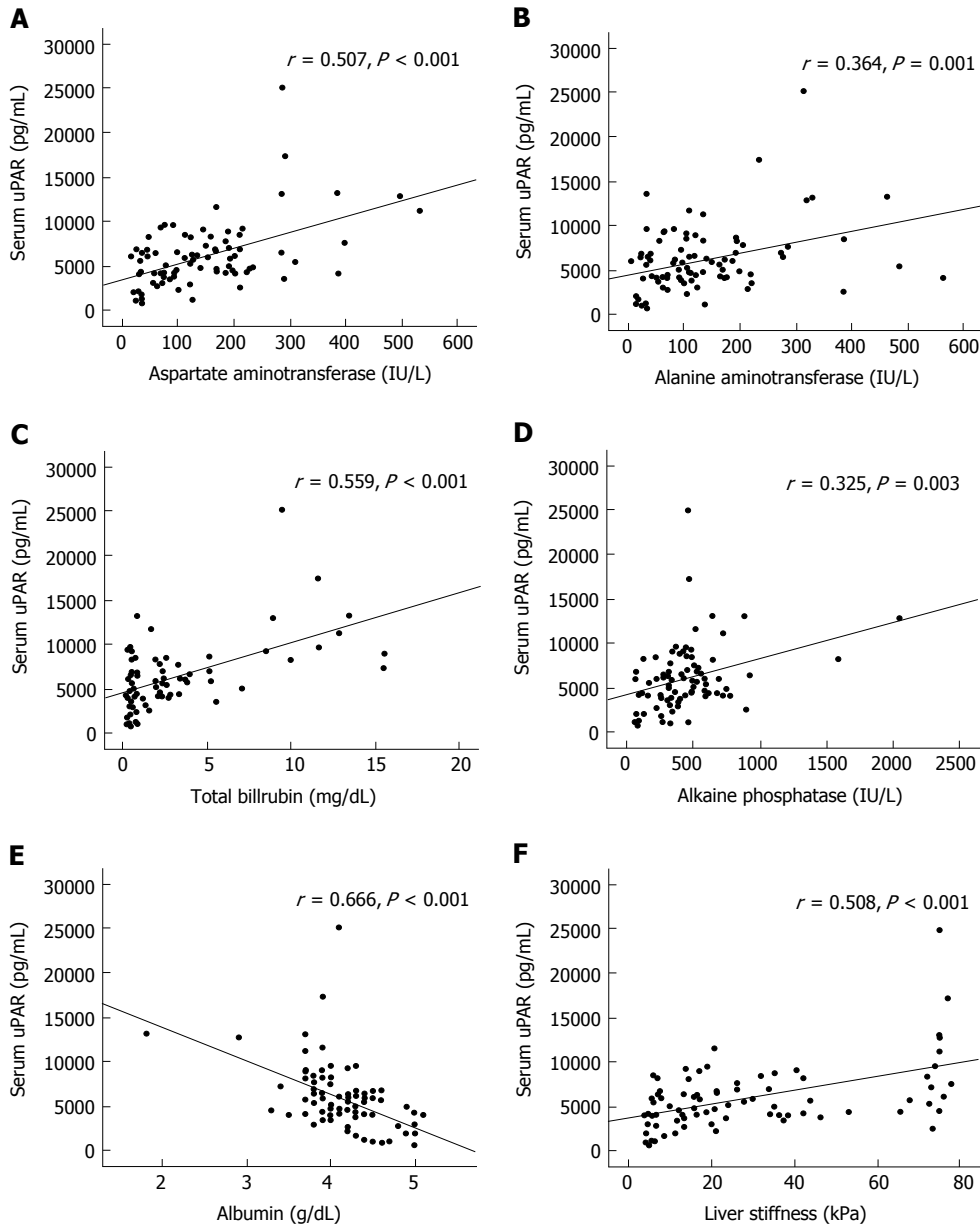 A
r = 0.507, P < 0.001
Serum uPAR (pg/mL)
30000
25000
20000
15000
10000
5000
0
0 100 200 300 400 500 600
Aspartate aminotransferase (IU/L)
B
r = 0.364, P = 0.001
Serum uPAR (pg/mL)
30000
25000
20000
15000
10000
5000
0
0 100 200 300 400 500 600
Alanine aminotransferase (IU/L)
C
r = 0.559, P < 0.001
Serum uPAR (pg/mL)
30000
25000
20000
15000
10000
5000
0
0 5 10 15 20
Total billrubin (mg/dL)
D
r = 0.325, P = 0.003
Serum uPAR (pg/mL)
30000
25000
20000
15000
10000
5000
0
0 500 1000 1500 2000 2500
Alkaine phosphatase (IU/L)
E
r = 0.666, P < 0.001
Serum uPAR (pg/mL)
30000
25000
20000
15000
10000
5000
0
2 3 4 5
Albumin (g/dL)
F
r = 0.508, P < 0.001
Serum uPAR (pg/mL)
30000
25000
20000
15000
10000
5000
0
0 20 40 60 80
Liver stiffness (kPa)